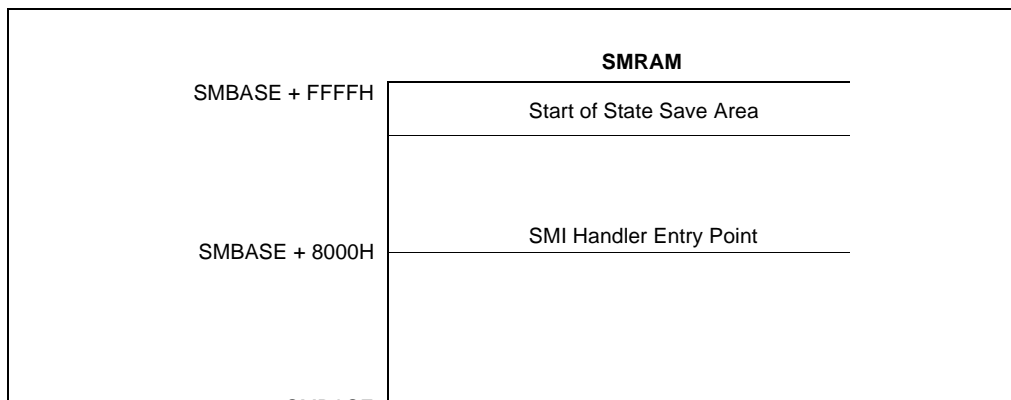 SMRAM
SMBASE + FFFFH
Start of State Save Area
SMI Handler Entry Point
SMBASE + 8000H